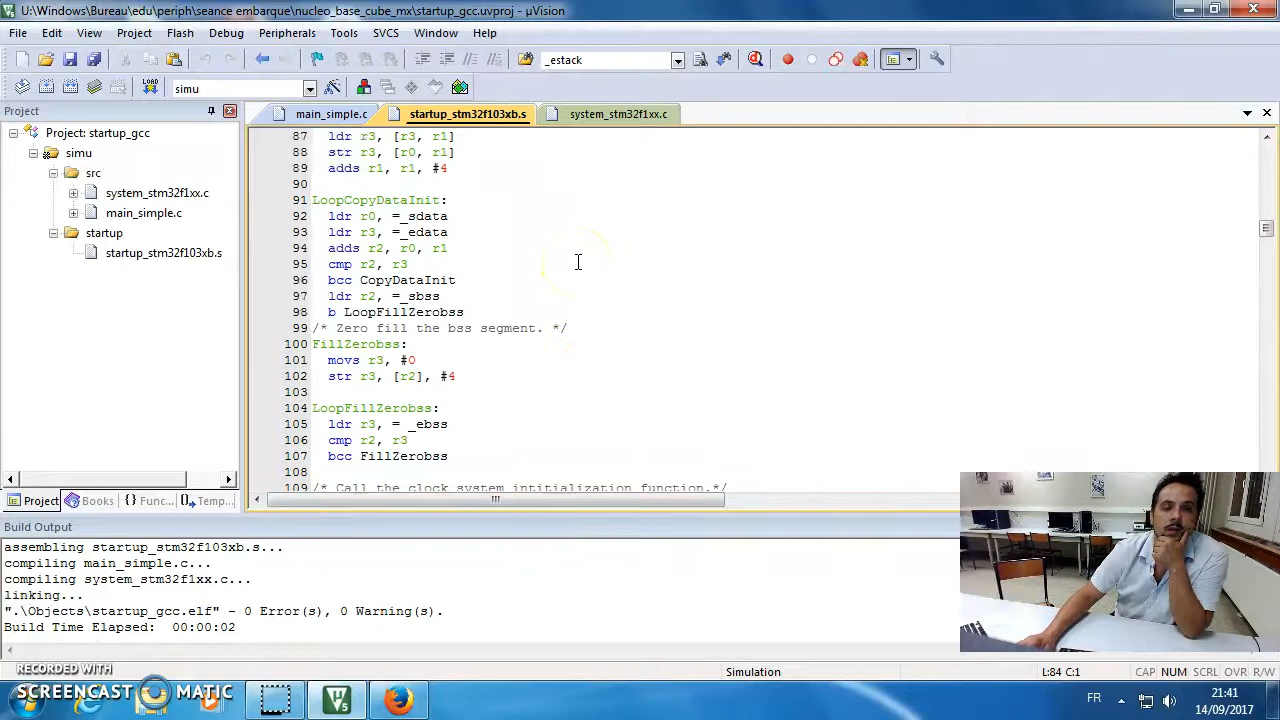 U:\Windows\Bureau\edu\periph\seance embarque\nucleo_base_cube_mx\startup_gcc.uvproj - µVision
File Edit View Project Flash Debug Peripherals Tools SVCS Window Help
_estack
LOAD
simu
Project
main_simple.c startup_stm32f103xb.s system_stm32f1xx.c
Project: startup_gcc
simu
src
system_stm32f1xx.c
main_simple.c
startup
startup_stm32f103xb.s
87 ldr r3, [r3, r1]
88 str r3, [r0, r1]
89 adds r1, r1, #4
90
91 LoopCopyDataInit:
92 ldr r0, =_sdata
93 ldr r3, =_edata
94 adds r2, r0, r1
95 cmp r2, r3
96 bcc CopyDataInit
97 ldr r2, =_sbss
98 b LoopFillZerobss
99 /* Zero fill the bss segment. */
100 FillZerobss:
101 movs r3, #0
102 str r3, [r2], #4
103
104 LoopFillZerobss:
105 ldr r3, = _ebss
106 cmp r2, r3
107 bcc FillZerobss
108
109 /* Call the clock system intitialization function.*/
Project Books {} Func... Temp...
Build Output
assembling startup_stm32f103xb.s...
compiling main_simple.c...
compiling system_stm32f1xx.c...
linking...
".\Objects\startup_gcc.elf" - 0 Error(s), 0 Warning(s).
Build Time Elapsed: 00:00:02
Simulation L:84 C:1 CAP NUM SCRL OVR R/W
RECORDED WITH
SCREENCAST MATIC
FR
21:41
14/09/2017